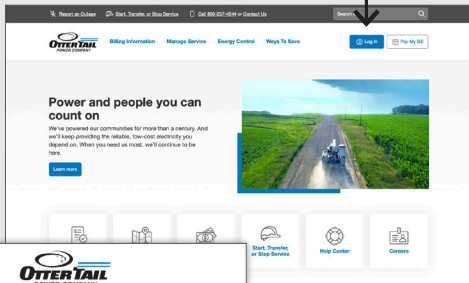 Report an Outage Start, Transfer, or Stop Service Call 800-257-4044 or Contact Us Search
OTTER TAIL
POWER COMPANY
Billing Information Manage Service Energy Control Ways To Save Log In Pay My Bill
Power and people you can
count on
We've powered our communities for more than a century. And
we'll keep providing the reliable, low-cost electricity you
depend on. When you need us most, we'll continue to be
here.
Learn more
Start, Transfer,
or Stop Service
Help Center
Careers
OTTER TAIL
POWER COMPANY